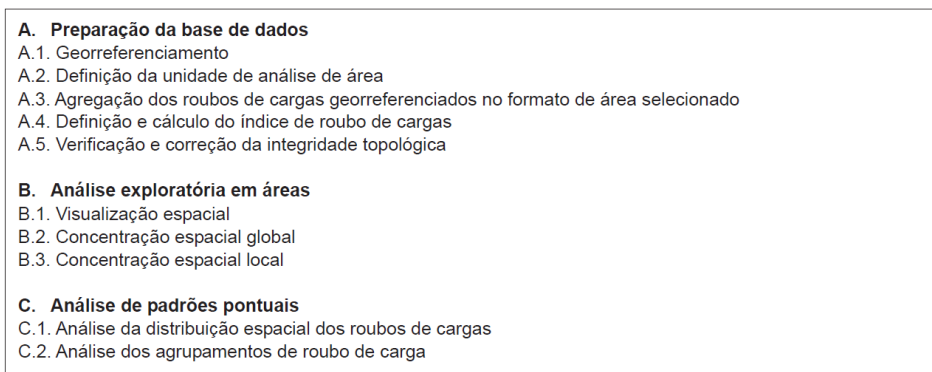 A. Preparação da base de dados
A.1. Georreferenciamento
A.2. Definição da unidade de análise de área
A.3. Agregação dos roubos de cargas georreferenciados no formato de área selecionado
A.4. Definição e cálculo do índice de roubo de cargas
A.5. Verificação e correção da integridade topológica
B. Análise exploratória em áreas
B.1. Visualização espacial
B.2. Concentração espacial global
B.3. Concentração espacial local
C. Análise de padrões pontuais
C.1. Análise da distribuição espacial dos roubos de cargas
C.2. Análise dos agrupamentos de roubo de carga